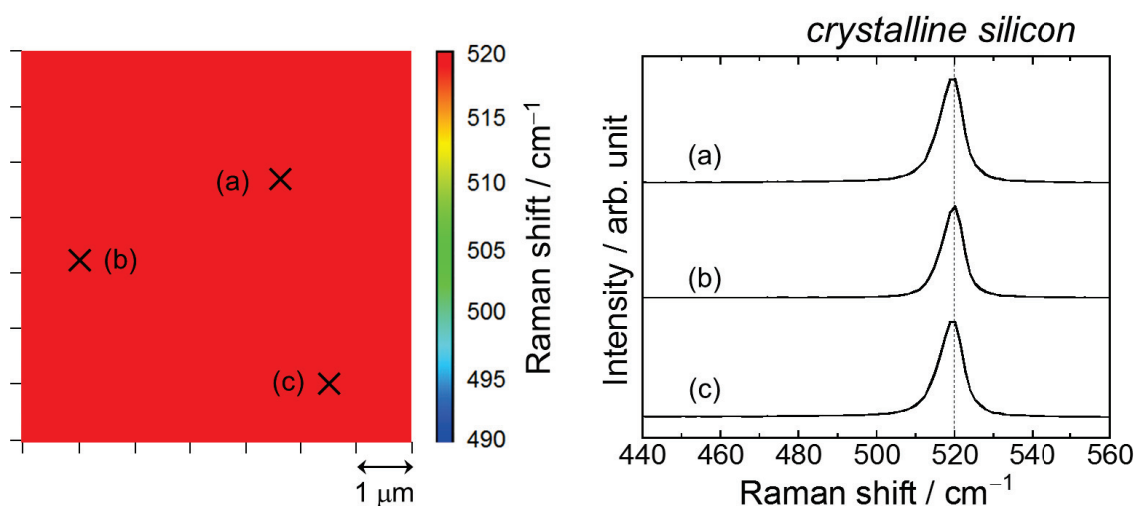 (a)
(b)
(c)
1 μm
520
515
510
505
500
495
490
Raman shift / cm⁻¹
crystalline silicon
(a)
(b)
(c)
Intensity / arb. unit
440 460 480 500 520 540 560
Raman shift / cm⁻¹